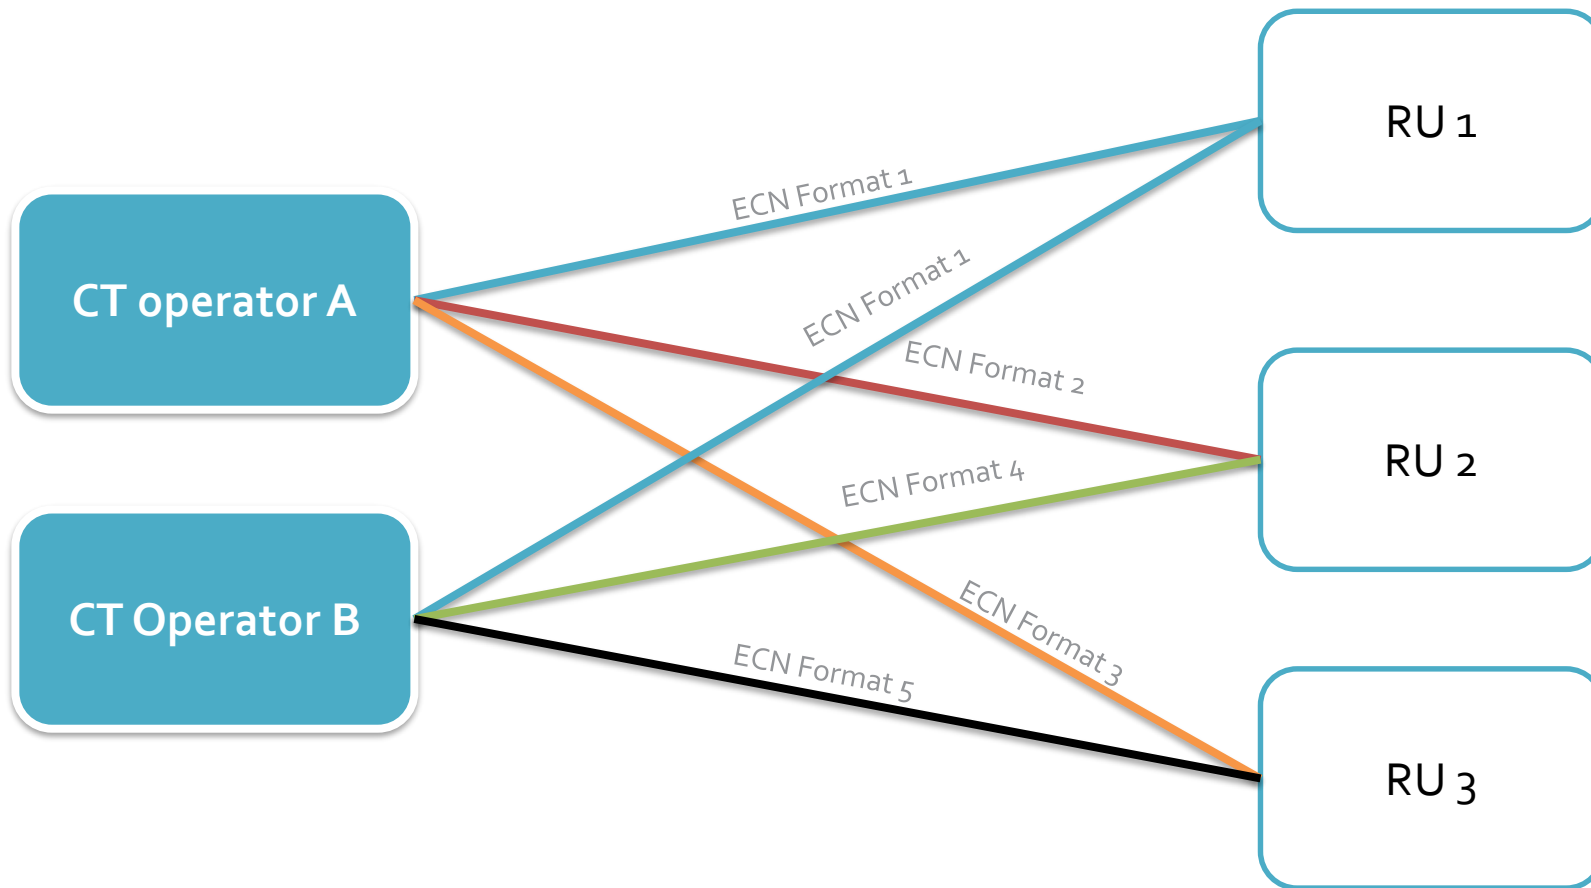 RU 1
ECN Format 1
CT operator A
ECN Format 1
ECN Format 2
RU 2
ECN Format 4
CT Operator B
ECN Format 3
ECN Format 5
RU 3